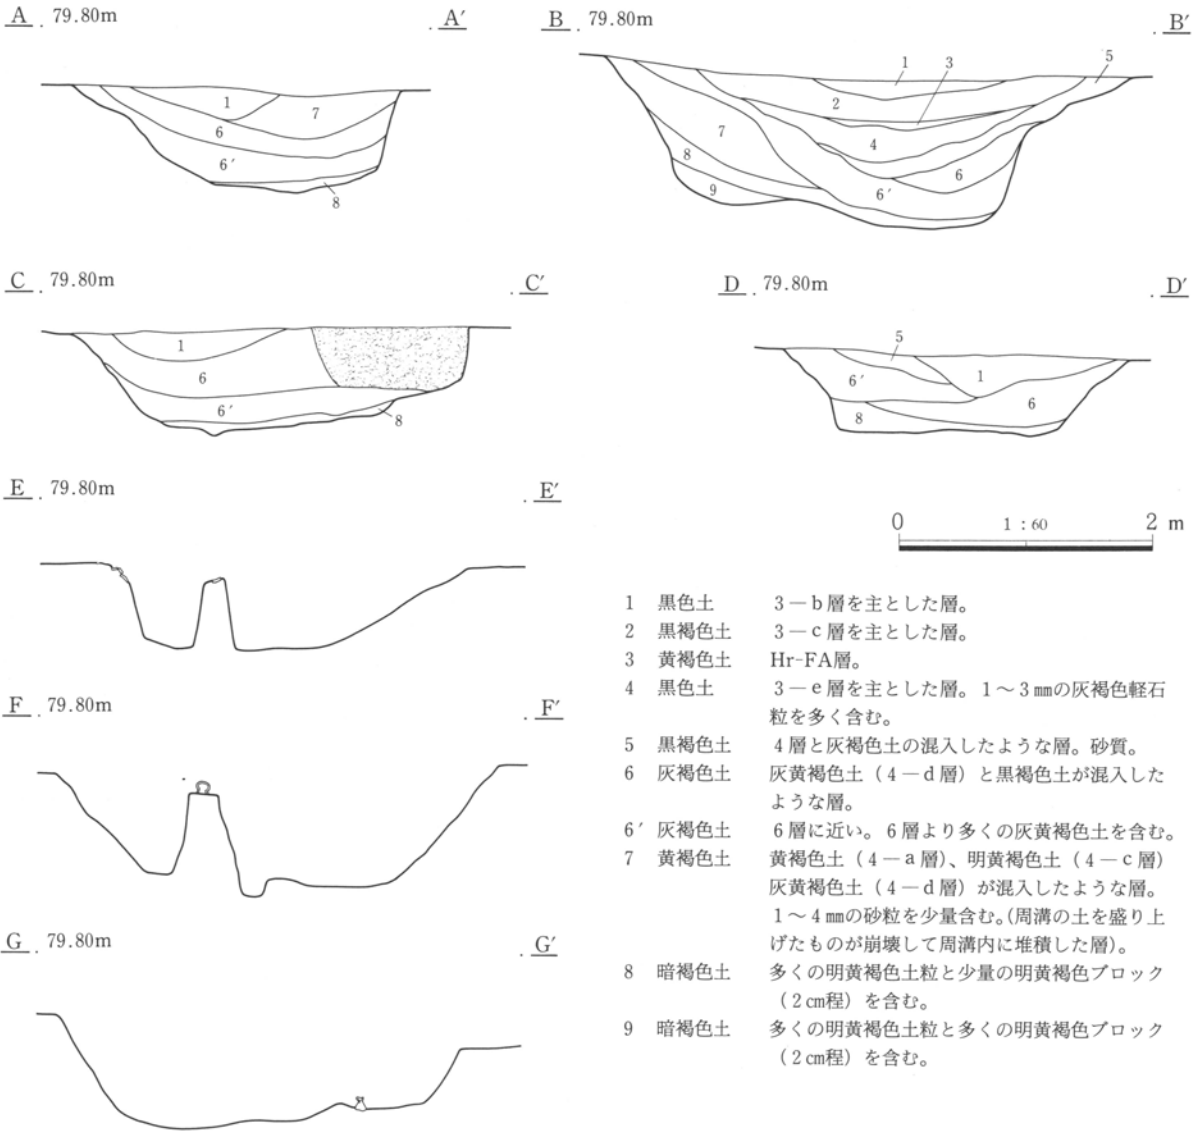 A . 79.80m . A′
1
7
6
6′
8
B . 79.80m . B′
1 3 5
2
4
7
6
8
6′
9
C . 79.80m . C′
1
6
6′
8
D . 79.80m . D′
5
6′
1
6
8
E . 79.80m . E′
F . 79.80m . F′
G . 79.80m . G′
0 1：60 2 m
1 黒色土 3―b層を主とした層。
2 黒褐色土 3―c層を主とした層。
3 黄褐色土 Hr-FA層。
4 黒色土 3―e層を主とした層。1～3㎜の灰褐色軽石
粒を多く含む。
5 黒褐色土 4層と灰褐色土の混入したような層。砂質。
6 灰褐色土 灰黄褐色土（4―d層）と黒褐色土が混入した
ような層。
6′ 灰褐色土 6層に近い。6層より多くの灰黄褐色土を含む。
7 黄褐色土 黄褐色土（4―a層）、明黄褐色土（4―c層）
灰黄褐色土（4―d層）が混入したような層。
1～4㎜の砂粒を少量含む。（周溝の土を盛り上
げたものが崩壊して周溝内に堆積した層）。
8 暗褐色土 多くの明黄褐色土粒と少量の明黄褐色ブロック
（2㎝程）を含む。
9 暗褐色土 多くの明黄褐色土粒と多くの明黄褐色ブロック
（2㎝程）を含む。